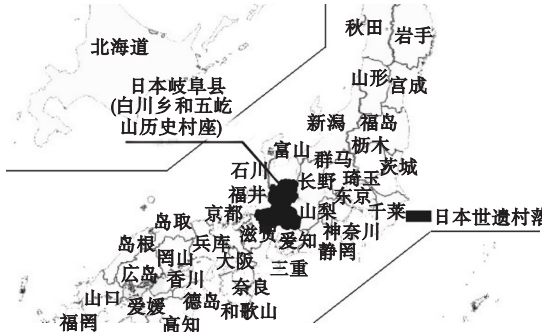 北海道
秋田
岩手
日本岐阜县
(白川乡和五屹
山历史村座)
山形
宫成
新潟
福岛
枥木
富山
群马
茨城
石川
长野
琦玉
福井
东京
山梨
千葉
日本世遗村落
京都
岛取
滋贺
爱知
神奈川
岛根
兵库
静冈
冈山
大阪
三重
広岛
香川
奈良
山口
爱媛
德岛
和歌山
福冈
高知